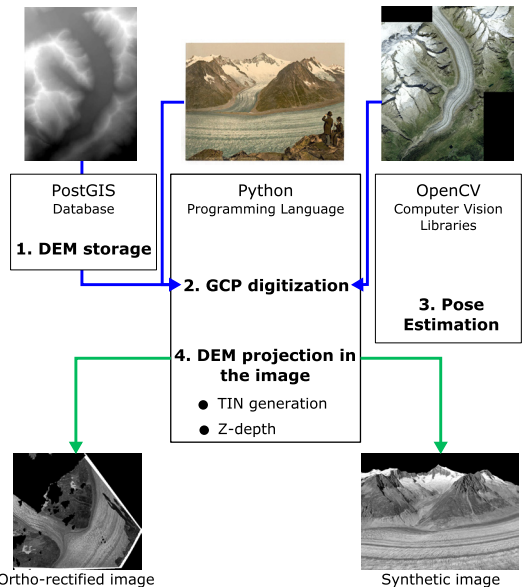 PostGIS
Database
1. DEM storage
Python
Programming Language
2. GCP digitization
4. DEM projection in
the image
● TIN generation
● Z-depth
OpenCV
Computer Vision
Libraries
3. Pose
Estimation
Ortho-rectified image
Synthetic image